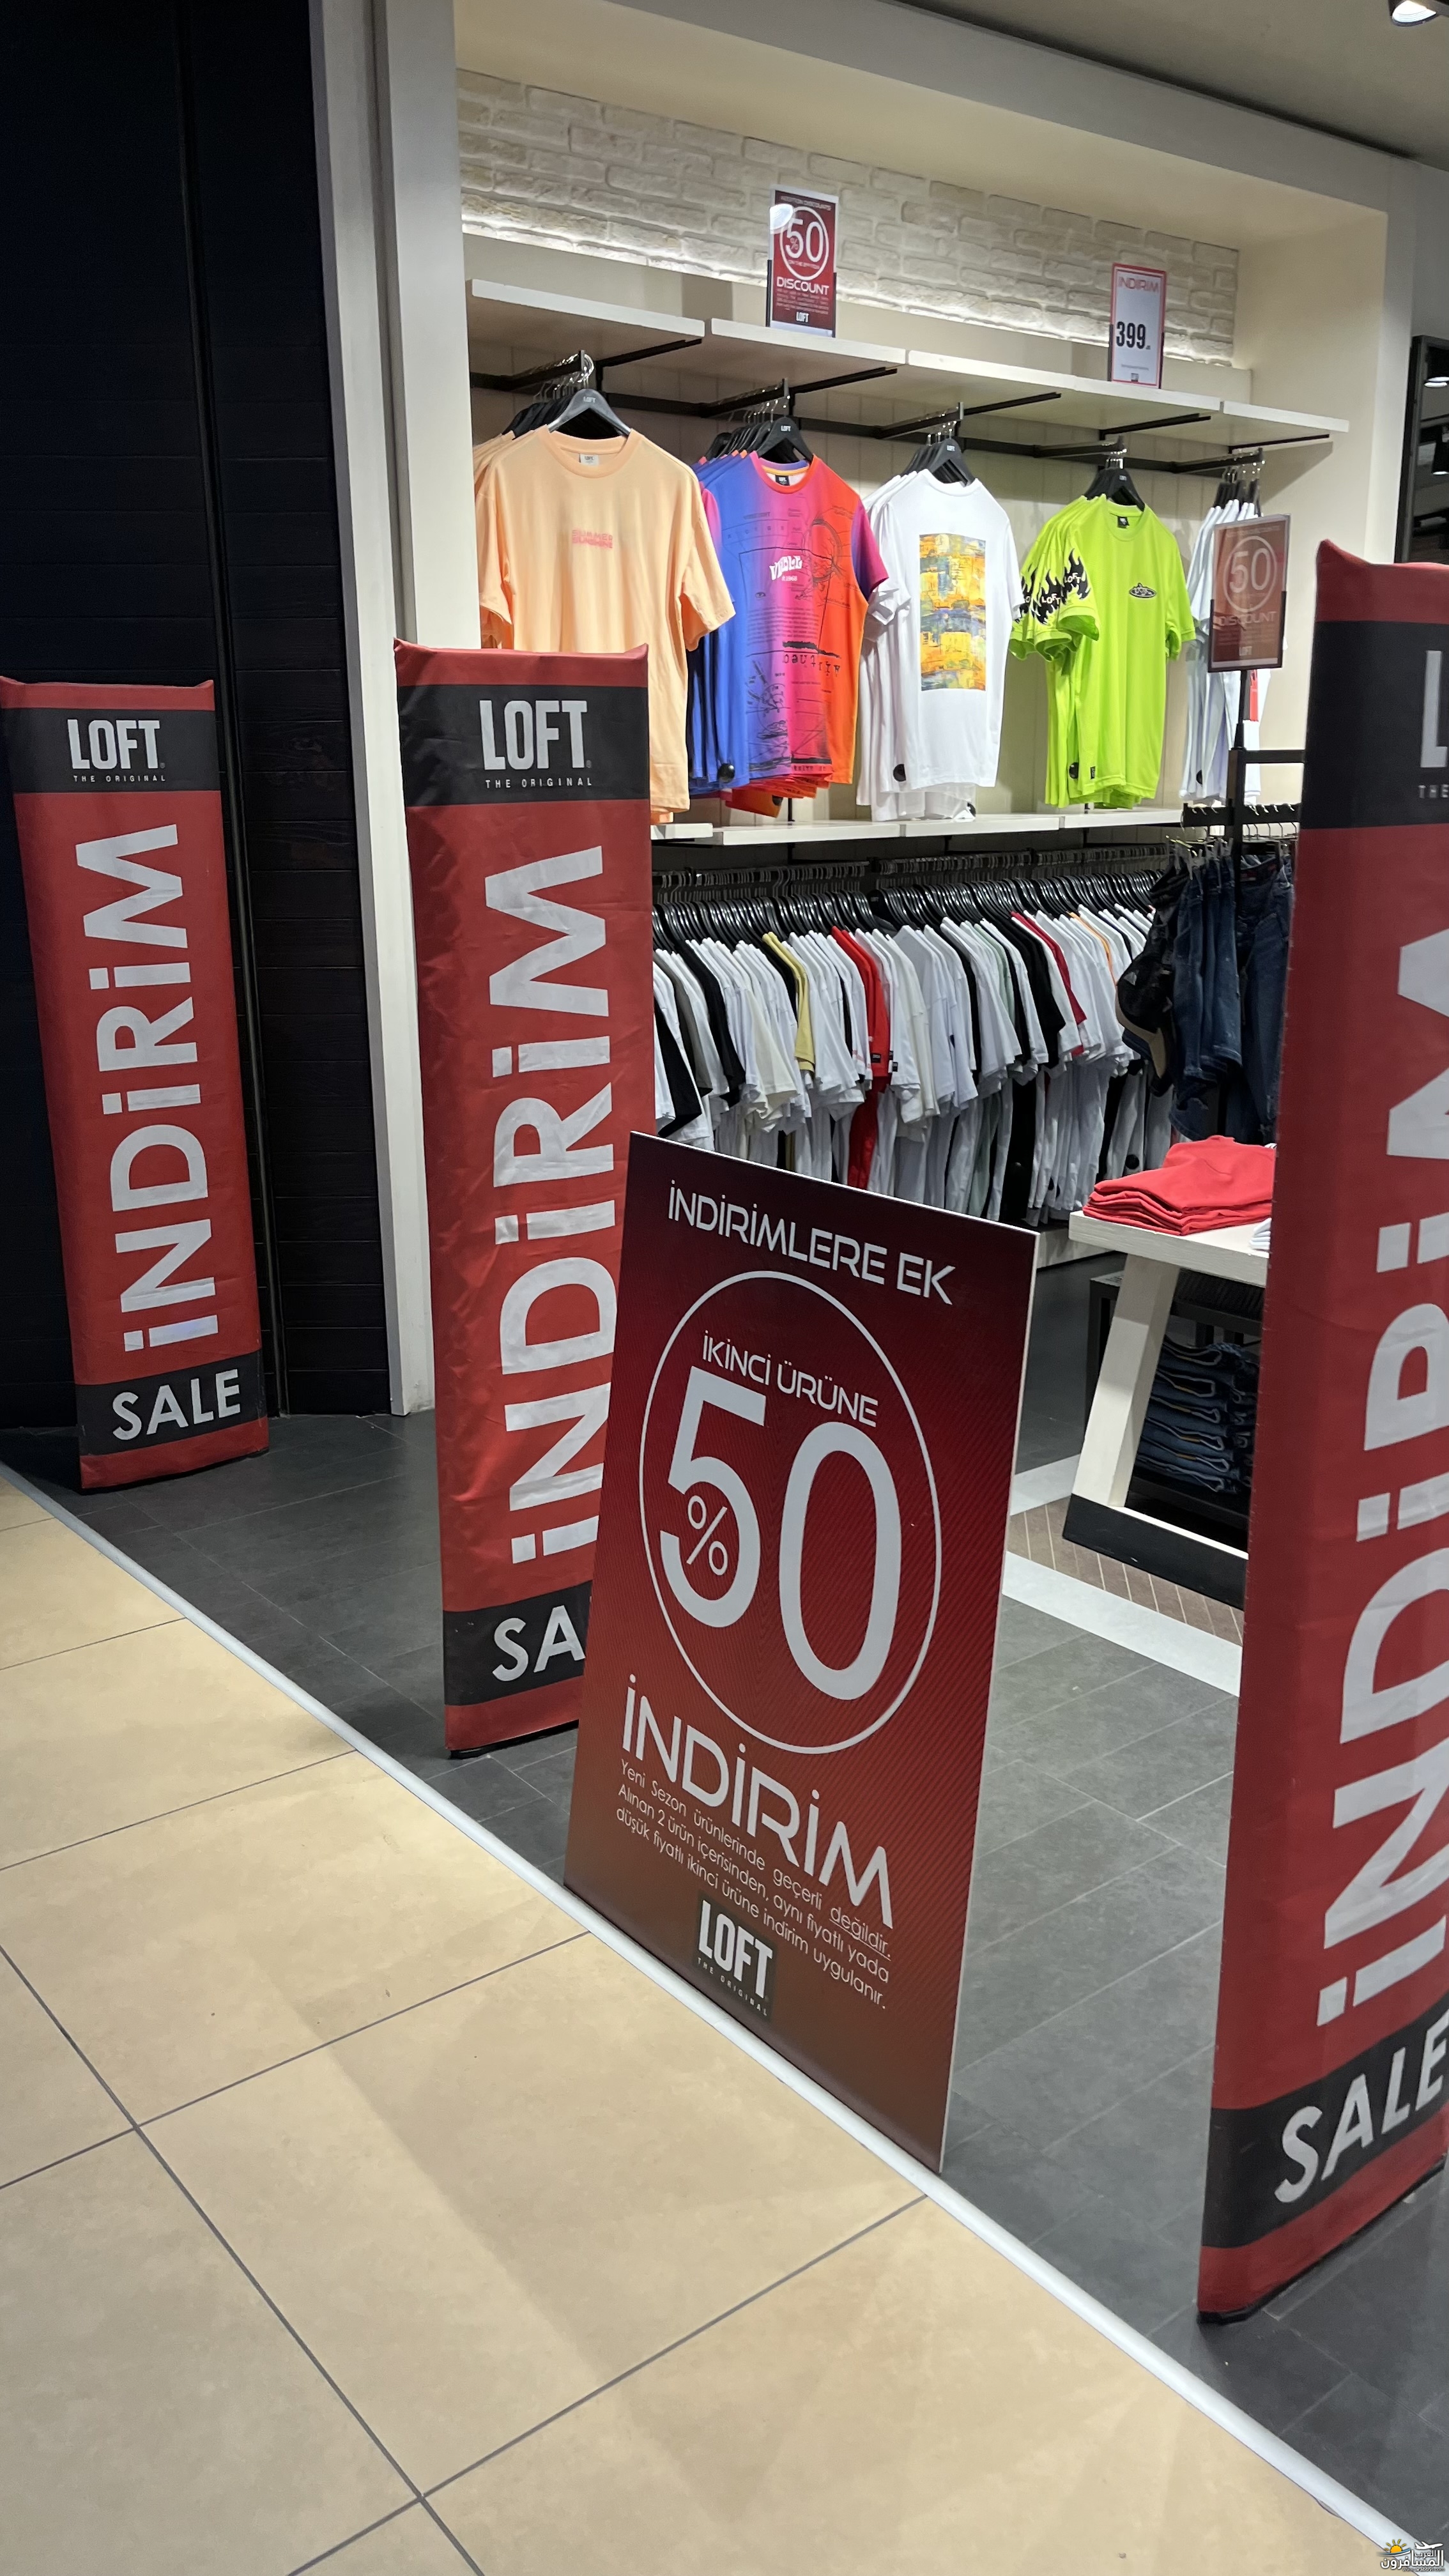 50
%
DISCOUNT
LOFT
İNDİRİM
399
LOFT
THE ORIGINAL
İNDİRİM
SALE
LOFT
THE ORIGINAL
İNDİRİM
SA
50
DISCOUNT
LOFT
İNDİRİMLERE EK
İKİNCİ ÜRÜNE
%50
İNDİRİM
Yeni Sezon ürünlerinde geçerli değildir.
Alınan 2 ürün içerisinden, aynı fiyatlı yada
düşük fiyatlı ikinci ürüne indirim uygulanır.
LOFT
THE ORIGINAL
L
THE
İNDİRİM
SALE
المسافرون